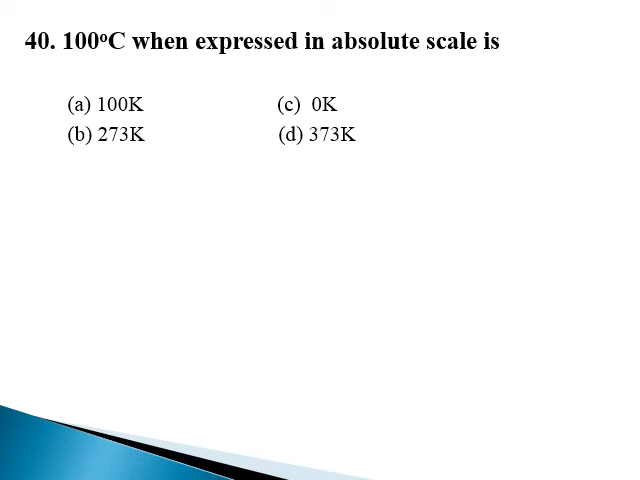 40. 100ºC when expressed in absolute scale is
(a) 100K (c) 0K
(b) 273K (d) 373K